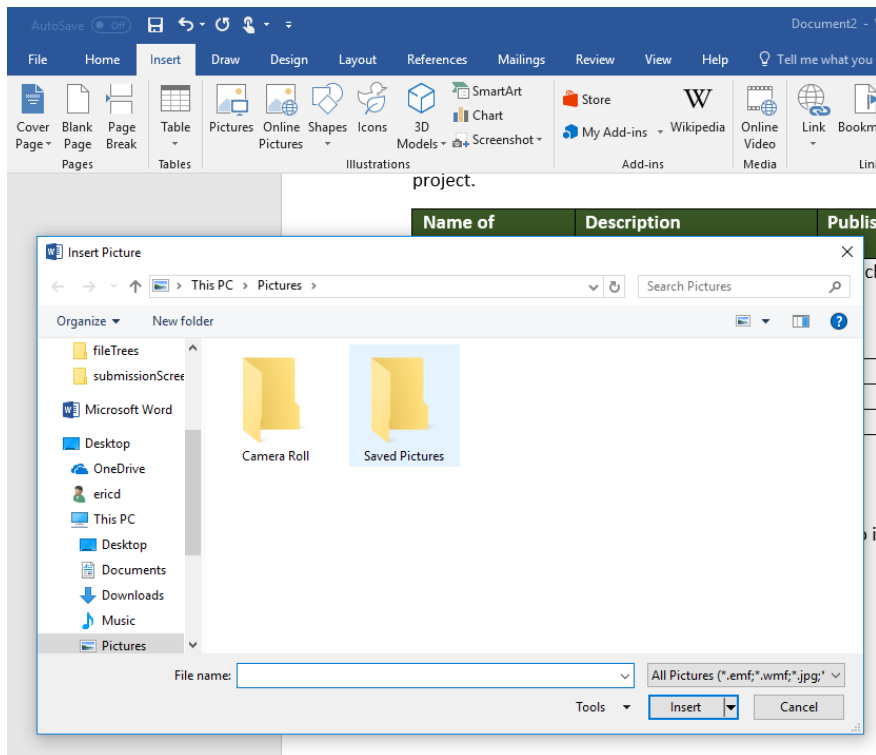 AutoSave Off Document2 -
File Home Insert Draw Design Layout References Mailings Review View Help Tell me what you
Cover Page Blank Page Page Break Table Pictures Online Pictures Shapes Icons 3D Models SmartArt Chart Screenshot Store My Add-ins W Wikipedia Online Video Link Bookm
Pages Tables Illustrations Add-ins Media Lin
project.
Name of Description Publis
Insert Picture
This PC > Pictures > Search Pictures
Organize New folder
fileTrees
submissionScree
Microsoft Word
Desktop
OneDrive
ericd
This PC
Desktop
Documents
Downloads
Music
Pictures
Camera Roll Saved Pictures
File name: All Pictures (*.emf;*.wmf;*.jpg;*
Tools Insert Cancel